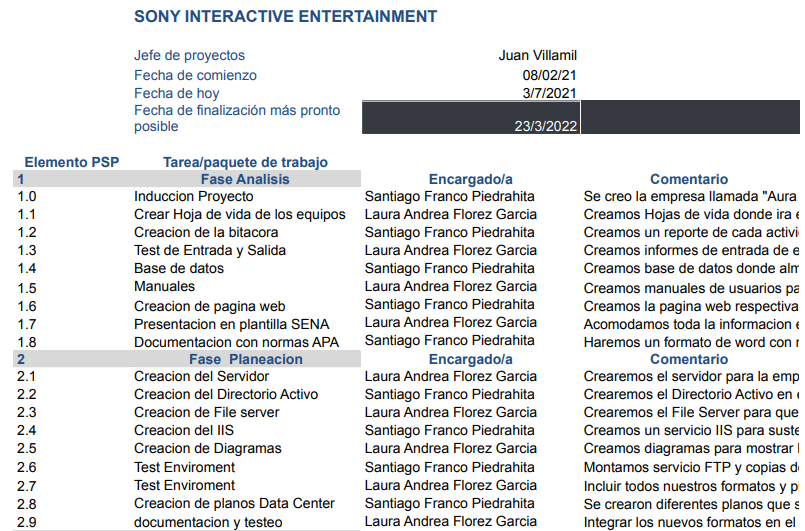 SONY INTERACTIVE ENTERTAINMENT
Jefe de proyectos Juan Villamil
Fecha de comienzo 08/02/21
Fecha de hoy 3/7/2021
Fecha de finalización más pronto
posible 23/3/2022
Elemento PSP Tarea/paquete de trabajo
1 Fase Analisis Encargado/a Comentario
1.0 Induccion Proyecto Santiago Franco Piedrahita Se creo la empresa llamada "Aura
1.1 Crear Hoja de vida de los equipos Laura Andrea Florez Garcia Creamos Hojas de vida donde ira e
1.2 Creacion de la bitacora Santiago Franco Piedrahita Creamos un reporte de cada activi
1.3 Test de Entrada y Salida Laura Andrea Florez Garcia Creamos informes de entrada de e
1.4 Base de datos Santiago Franco Piedrahita Creamos base de datos donde alm
1.5 Manuales Laura Andrea Florez Garcia Creamos manuales de usuarios pa
1.6 Creacion de pagina web Santiago Franco Piedrahita Creamos la pagina web respectiva
1.7 Presentacion en plantilla SENA Laura Andrea Florez Garcia Acomodamos toda la informacion e
1.8 Documentacion con normas APA Santiago Franco Piedrahita Haremos un formato de word con r
2 Fase Planeacion Encargado/a Comentario
2.1 Creacion del Servidor Laura Andrea Florez Garcia Crearemos el servidor para la emp
2.2 Creacion del Directorio Activo Santiago Franco Piedrahita Crearemos el Directorio Activo en e
2.3 Creacion de File server Laura Andrea Florez Garcia Crearemos el File Server para que
2.4 Creacion del IIS Santiago Franco Piedrahita Creamos un servicio IIS para suste
2.5 Creacion de Diagramas Laura Andrea Florez Garcia Creamos diagramas para mostrar l
2.6 Test Enviroment Santiago Franco Piedrahita Montamos servicio FTP y copias de
2.7 Test Enviroment Laura Andrea Florez Garcia Incluir todos nuestros formatos y pl
2.8 Creacion de planos Data Center Santiago Franco Piedrahita Se crearon diferentes planos que s
2.9 documentacion y testeo Laura Andrea Florez Garcia Integrar los nuevos formatos en el